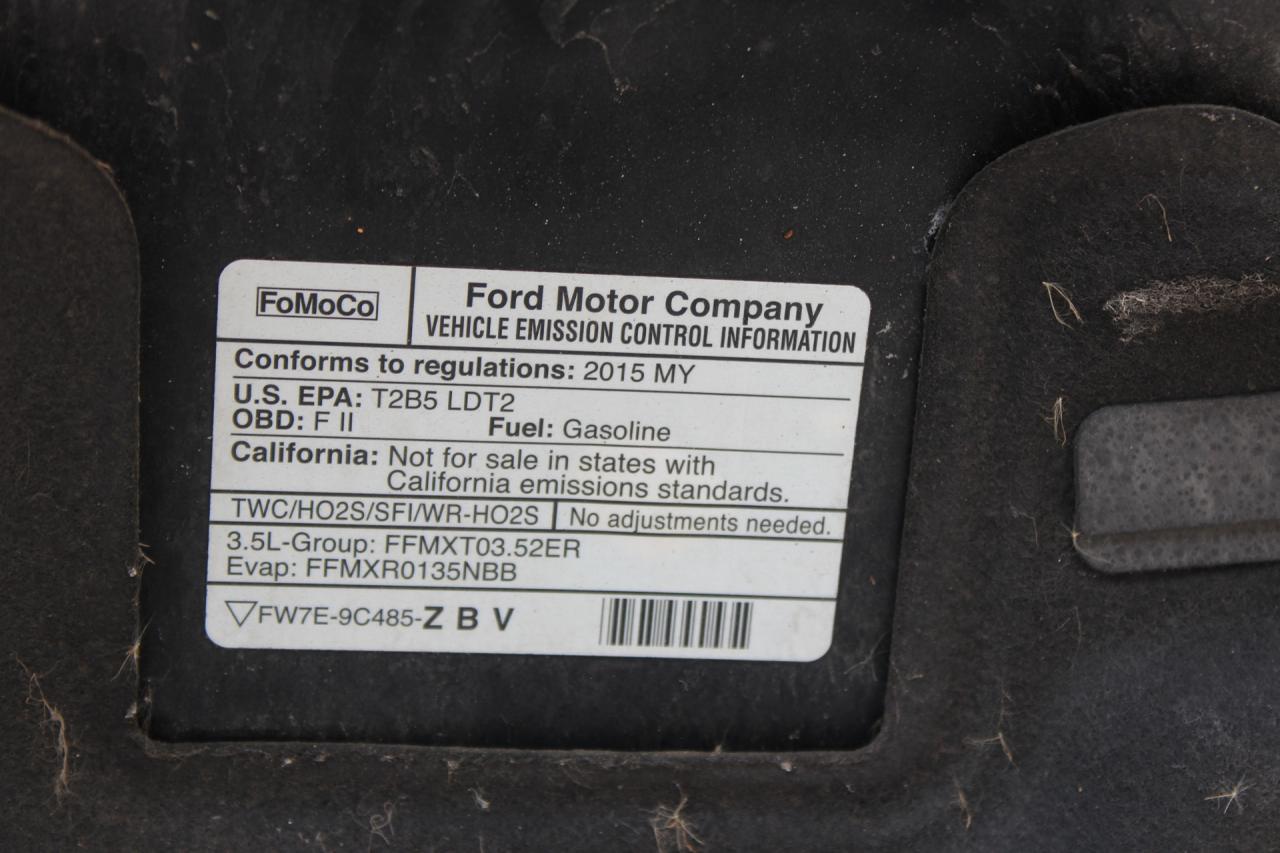 FoMoCo
Ford Motor Company
VEHICLE EMISSION CONTROL INFORMATION
Conforms to regulations: 2015 MY
U.S. EPA: T2B5 LDT2
OBD: F II Fuel: Gasoline
California: Not for sale in states with
California emissions standards.
TWC/HO2S/SFI/WR-HO2S No adjustments needed.
3.5L-Group: FFMXT03.52ER
Evap: FFMXR0135NBB
▽FW7E-9C485-Z B V